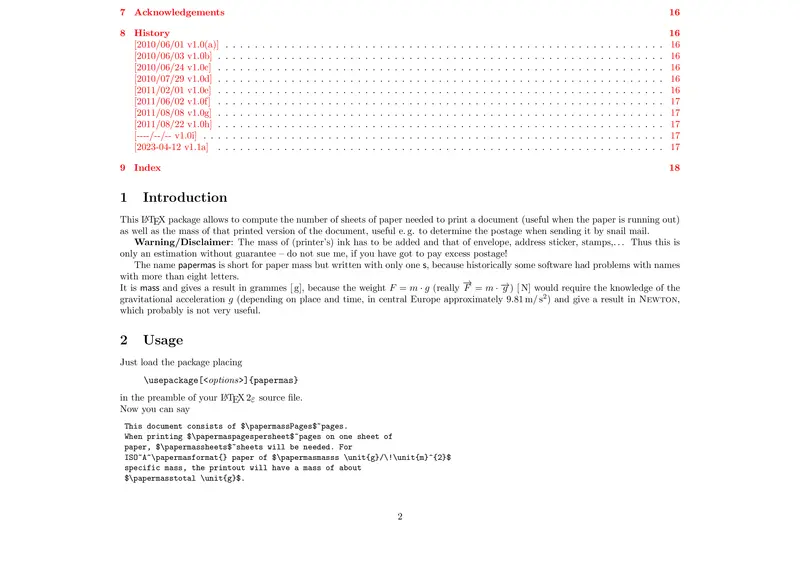 7 Acknowledgements 16
8 History 16
[2010/06/01 v1.0(a)] . . . . . . . . . . . . . . . . . . . . . . . . . . . . . . . . . . . . . . . . . . . . . . . . . . . . . . . . . . . . 16
[2010/06/03 v1.0b] . . . . . . . . . . . . . . . . . . . . . . . . . . . . . . . . . . . . . . . . . . . . . . . . . . . . . . . . . . . . . 16
[2010/06/24 v1.0c] . . . . . . . . . . . . . . . . . . . . . . . . . . . . . . . . . . . . . . . . . . . . . . . . . . . . . . . . . . . . . 16
[2010/07/29 v1.0d] . . . . . . . . . . . . . . . . . . . . . . . . . . . . . . . . . . . . . . . . . . . . . . . . . . . . . . . . . . . . . 16
[2011/02/01 v1.0e] . . . . . . . . . . . . . . . . . . . . . . . . . . . . . . . . . . . . . . . . . . . . . . . . . . . . . . . . . . . . . 16
[2011/06/02 v1.0f] . . . . . . . . . . . . . . . . . . . . . . . . . . . . . . . . . . . . . . . . . . . . . . . . . . . . . . . . . . . . . 17
[2011/08/08 v1.0g] . . . . . . . . . . . . . . . . . . . . . . . . . . . . . . . . . . . . . . . . . . . . . . . . . . . . . . . . . . . . . 17
[2011/08/22 v1.0h] . . . . . . . . . . . . . . . . . . . . . . . . . . . . . . . . . . . . . . . . . . . . . . . . . . . . . . . . . . . . . 17
[----/--/-- v1.0i] . . . . . . . . . . . . . . . . . . . . . . . . . . . . . . . . . . . . . . . . . . . . . . . . . . . . . . . . . . . . . . . 17
[2023-04-12 v1.1a] . . . . . . . . . . . . . . . . . . . . . . . . . . . . . . . . . . . . . . . . . . . . . . . . . . . . . . . . . . . . . 17
9 Index 18
1 Introduction
This LATEX package allows to compute the number of sheets of paper needed to print a document (useful when the paper is running out)
as well as the mass of that printed version of the document, useful e. g. to determine the postage when sending it by snail mail.
Warning/Disclaimer: The mass of (printer's) ink has to be added and that of envelope, address sticker, stamps,... Thus this is
only an estimation without guarantee – do not sue me, if you have got to pay excess postage!
The name papermas is short for paper mass but written with only one s, because historically some software had problems with names
with more than eight letters.
It is mass and gives a result in grammes [ g], because the weight F = m · g (really F⃗ = m · g⃗ ) [ N] would require the knowledge of the
gravitational acceleration g (depending on place and time, in central Europe approximately 9.81 m/ s²) and give a result in Newton,
which probably is not very useful.
2 Usage
Just load the package placing
\usepackage[<options>]{papermas}
in the preamble of your LATEX 2ε source file.
Now you can say
This document consists of $\papermassPages$~pages.
When printing $\papermaspagespersheet$~pages on one sheet of
paper, $\papermassheets$~sheets will be needed. For
ISO~A~\papermasformat{} paper of $\papermasmasss \unit{g}/\!\unit{m}^{2}$
specific mass, the printout will have a mass of about
$\papermasstotal \unit{g}$.
2